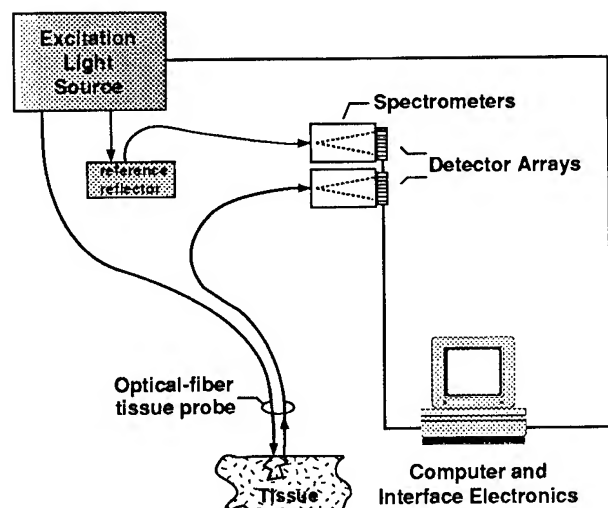 Excitation
Light
Source
Spectrometers
reference
reflector
Detector Arrays
Optical-fiber
tissue probe
Tissue
Computer and
Interface Electronics